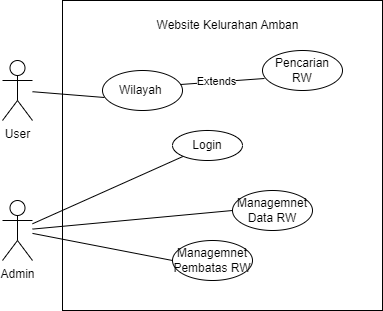 Website Kelurahan Amban
Pencarian
RW
Extends
Wilayah
User
Login
Managemnet
Data RW
Managemnet
Pembatas RW
Admin